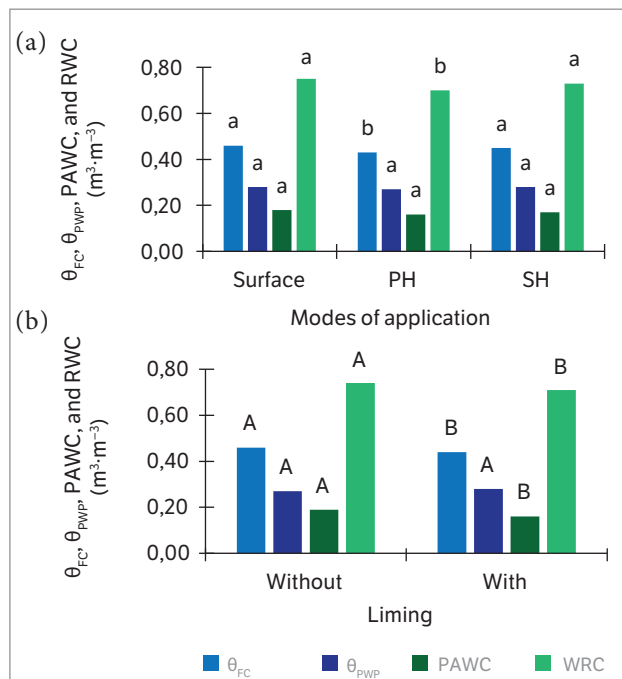 (a)
θFC, θPWP, PAWC, and RWC
(m³·m⁻³)
0,80
0,60
0,40
0,20
0,00
a a a a
b a a b
a a a a
Surface PH SH
Modes of application
(b)
θFC, θPWP, PAWC, and RWC
(m³·m⁻³)
0,80
0,60
0,40
0,20
0,00
A A A A
B A B B
Without With
Liming
θFC θPWP PAWC WRC